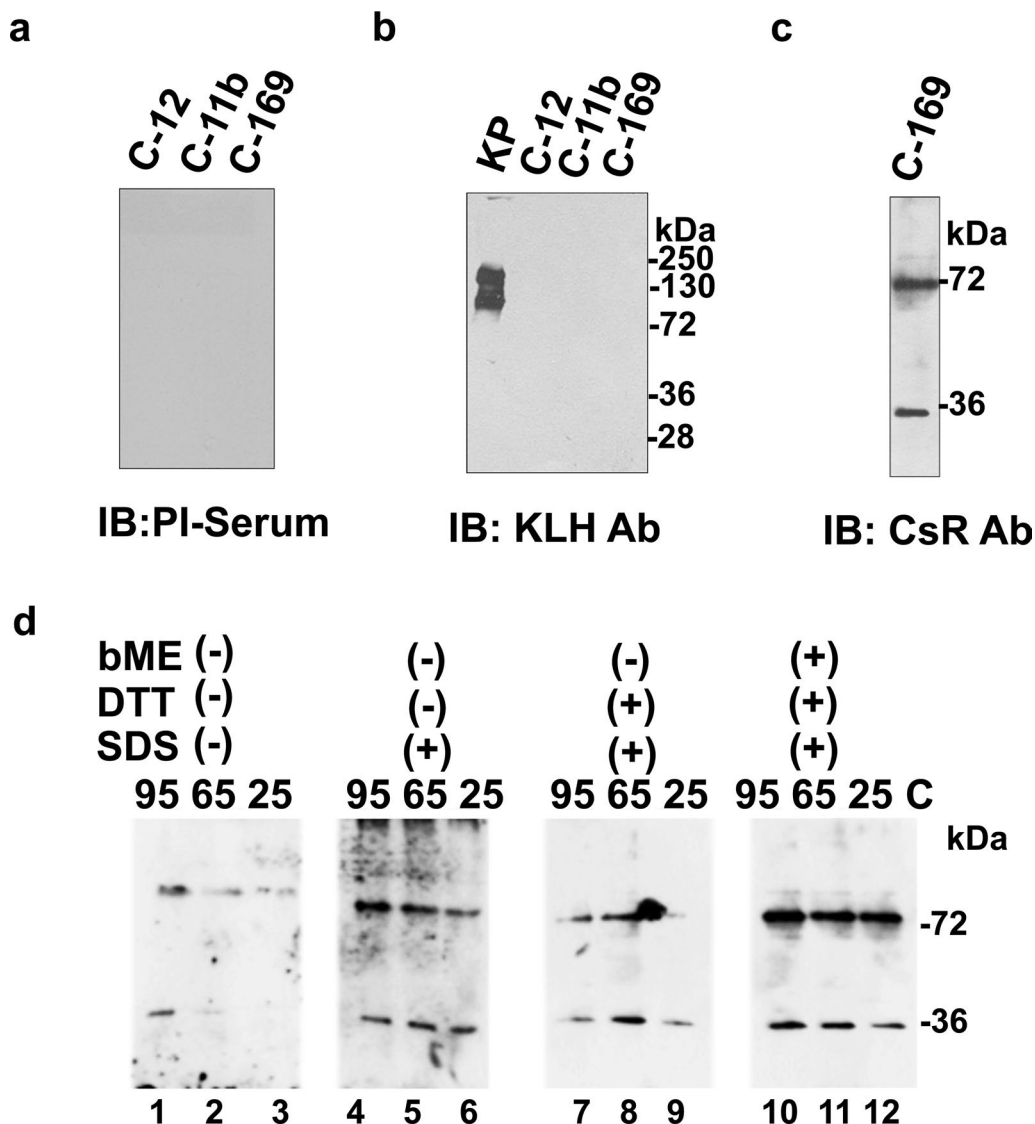 a
C-12 C-11b C-169
IB:PI-Serum
b
KP C-12 C-11b C-169
kDa
-250
-130
-72
-36
-28
IB: KLH Ab
c
C-169
kDa
-72
-36
IB: CsR Ab
d
bME (-) (-) (-) (+)
DTT (-) (-) (+) (+)
SDS (-) (+) (+) (+)
95 65 25 95 65 25 95 65 25 95 65 25 C
kDa
-72
-36
1 2 3 4 5 6 7 8 9 10 11 12